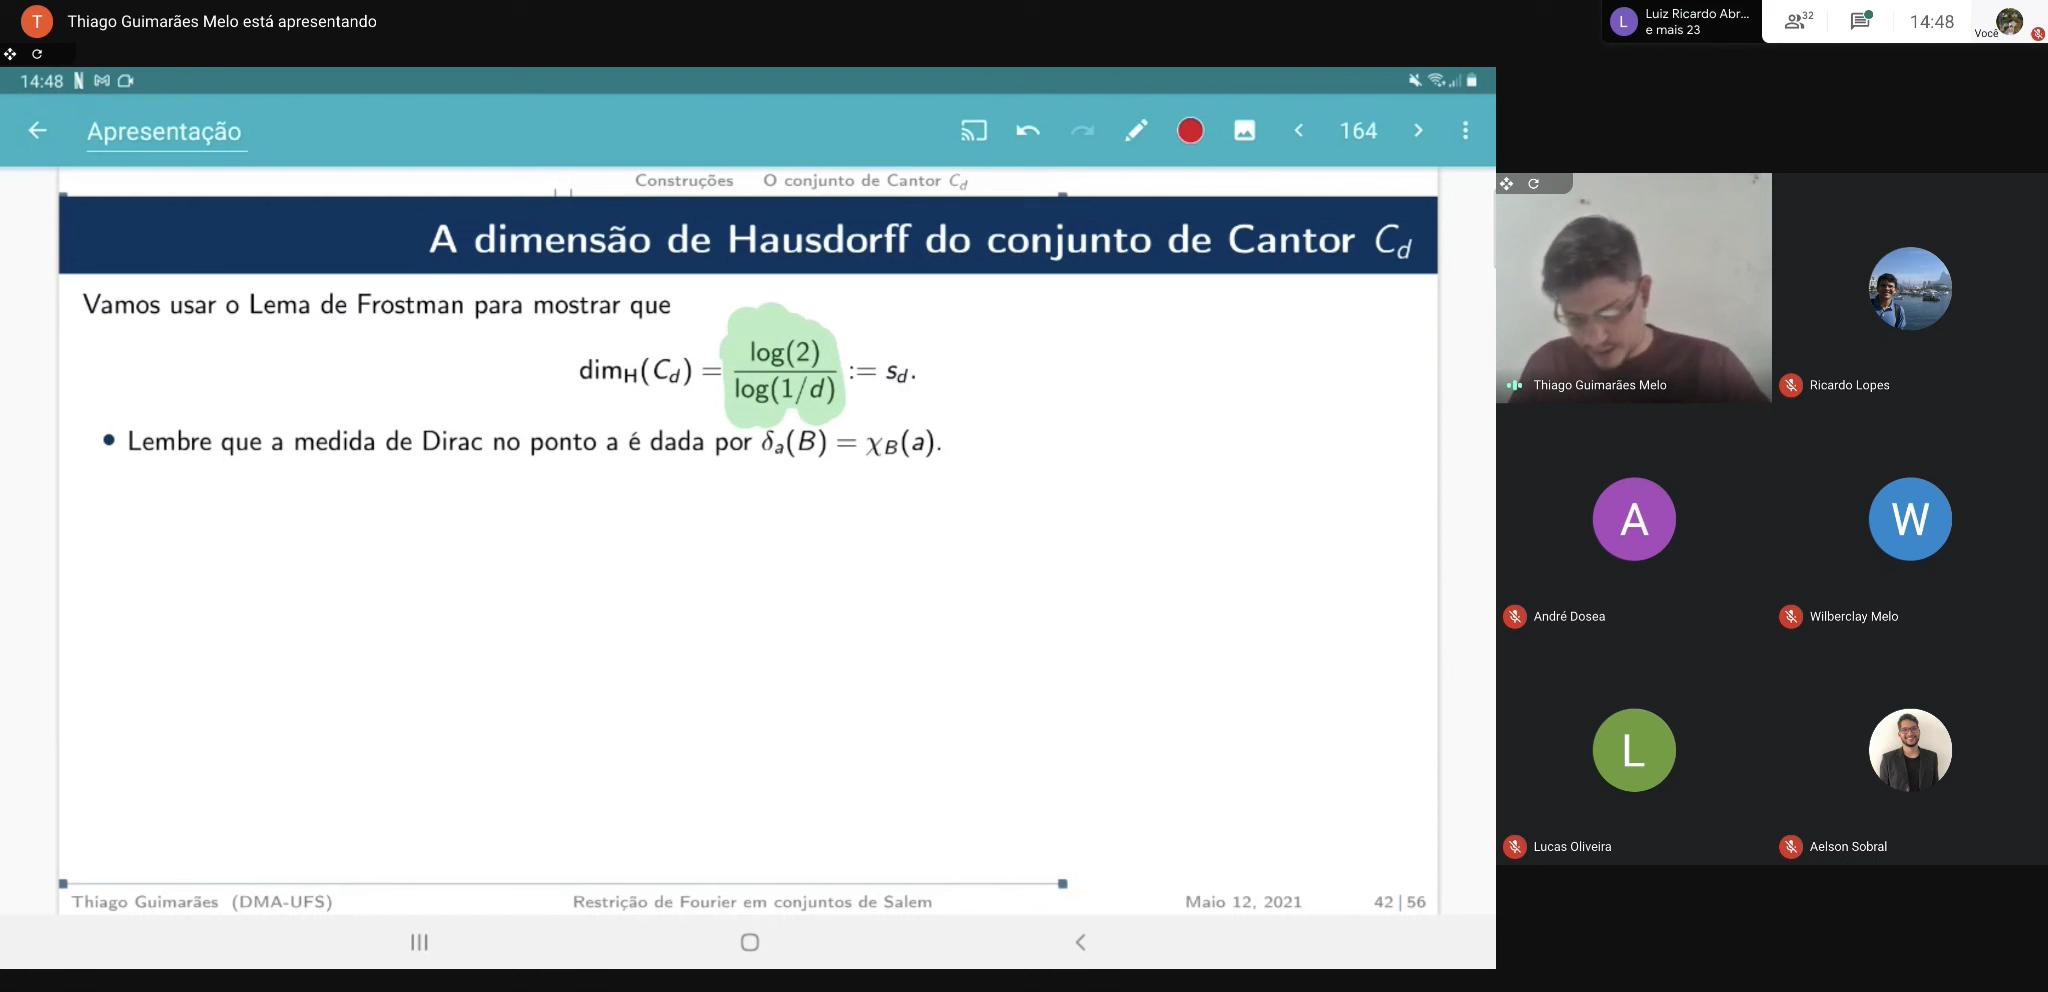 T Thiago Guimarães Melo está apresentando
L Luiz Ricardo Abr...
e mais 23
32
14:48
Você
14:48
Apresentação
164
Construções O conjunto de Cantor C_d
A dimensão de Hausdorff do conjunto de Cantor C_d
Vamos usar o Lema de Frostman para mostrar que
dim_H(C_d) = log(2) / log(1/d) := s_d.
• Lembre que a medida de Dirac no ponto a é dada por δ_a(B) = χ_B(a).
Thiago Guimarães (DMA-UFS) Restrição de Fourier em conjuntos de Salem Maio 12, 2021 42 | 56
Thiago Guimarães Melo
Ricardo Lopes
A
W
André Dosea
Wilberclay Melo
L
Lucas Oliveira
Aelson Sobral